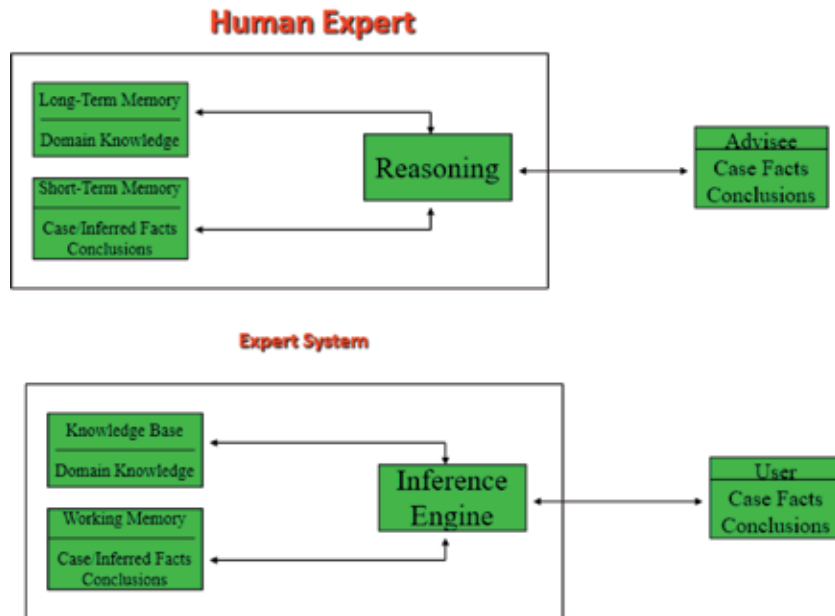 Human Expert
Long-Term Memory
Domain Knowledge
Short-Term Memory
Case/Inferred Facts
Conclusions
Reasoning
Advisee
Case Facts
Conclusions
Expert System
Knowledge Base
Domain Knowledge
Working Memory
Case/Inferred Facts
Conclusions
Inference
Engine
User
Case Facts
Conclusions